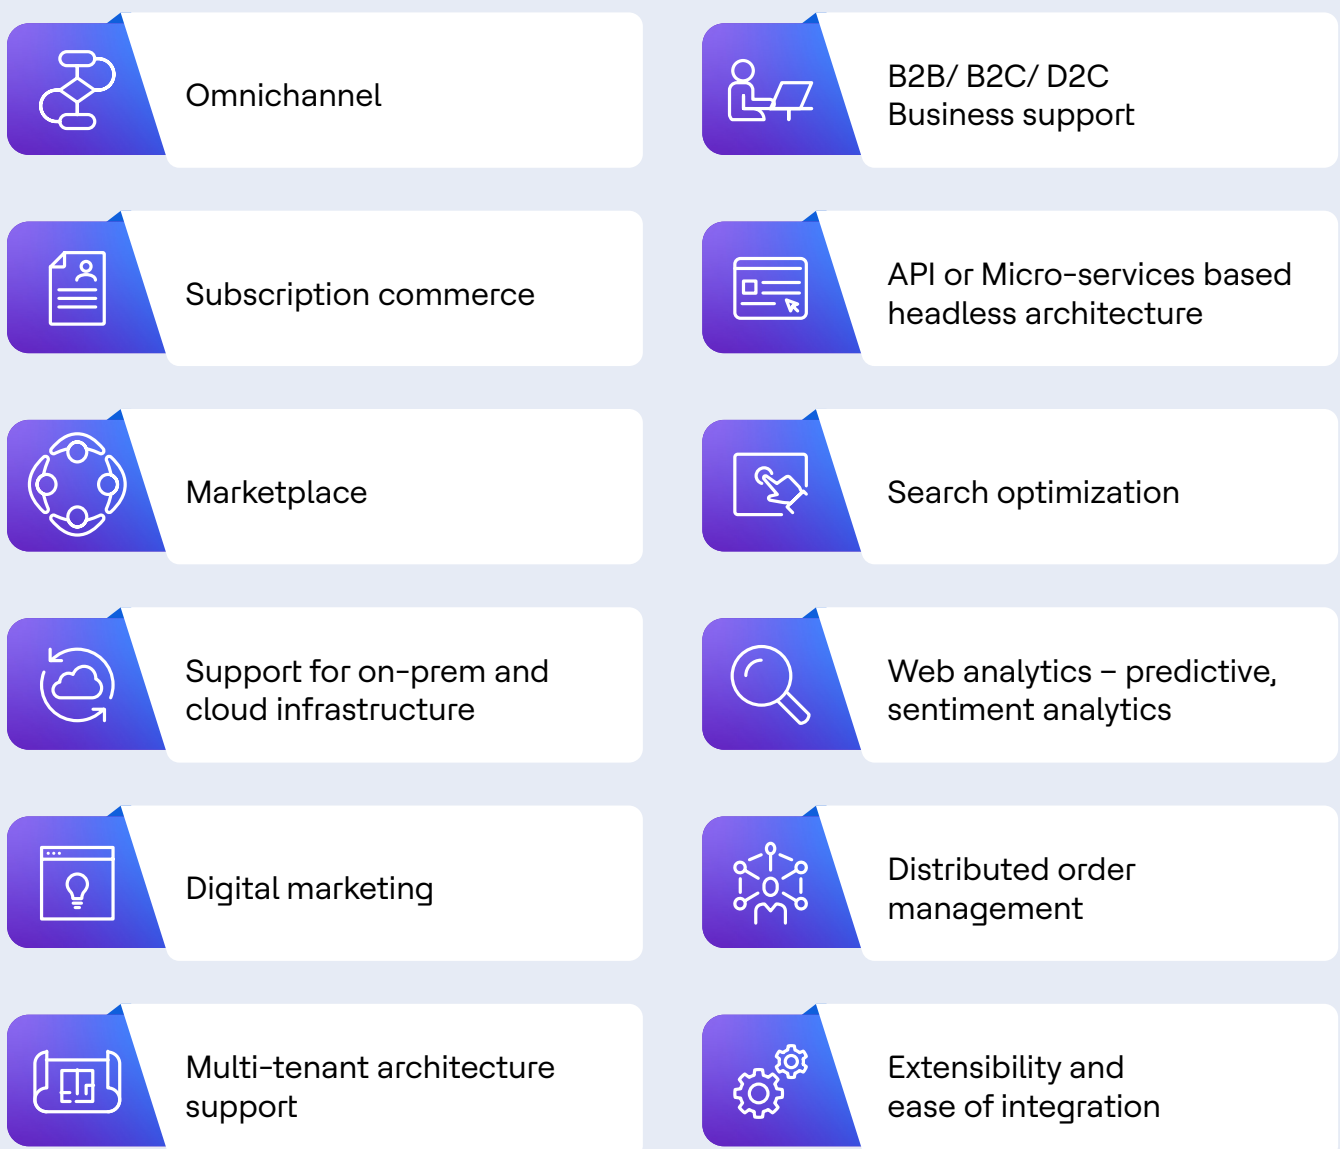 Omnichannel
B2B/ B2C/ D2C
Business support
Subscription commerce
API or Micro-services based
headless architecture
Marketplace
Search optimization
Support for on-prem and
cloud infrastructure
Web analytics – predictive,
sentiment analytics
Digital marketing
Distributed order
management
Multi-tenant architecture
support
Extensibility and
ease of integration